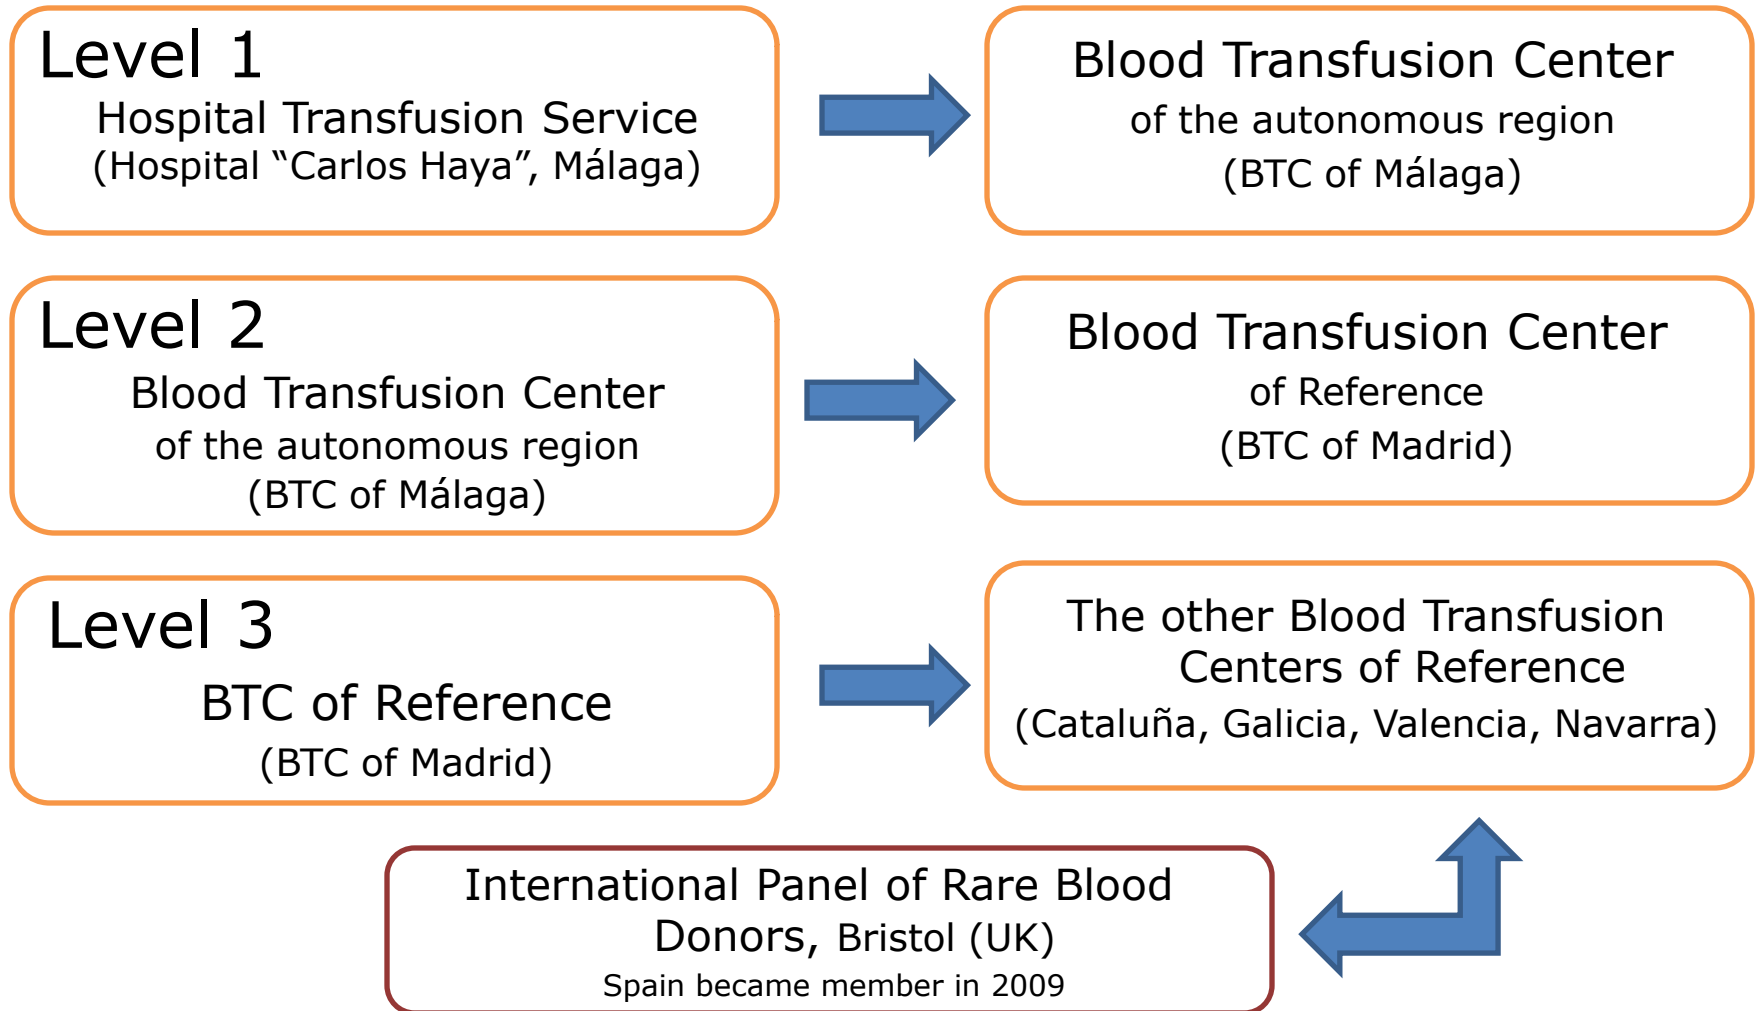 Level 1
Hospital Transfusion Service
(Hospital “Carlos Haya”, Málaga)
Blood Transfusion Center
of the autonomous region
(BTC of Málaga)
Level 2
Blood Transfusion Center
of the autonomous region
(BTC of Málaga)
Blood Transfusion Center
of Reference
(BTC of Madrid)
Level 3
BTC of Reference
(BTC of Madrid)
The other Blood Transfusion
Centers of Reference
(Cataluña, Galicia, Valencia, Navarra)
International Panel of Rare Blood
Donors, Bristol (UK)
Spain became member in 2009